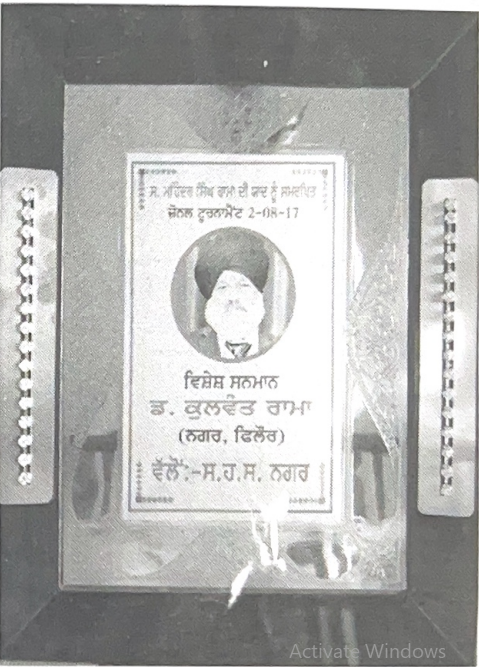 ਸ. ਮਹਿੰਦਰ ਸਿੰਘ ਰਾਮਾ ਦੀ ਯਾਦ ਨੂੰ ਸਮਰਪਿਤ
ਜ਼ੋਨਲ ਟੂਰਨਾਮੈਂਟ 2-08-17
ਵਿਸ਼ੇਸ਼ ਸਨਮਾਨ
ਡ. ਕੁਲਵੰਤ ਰਾਮਾ
(ਨਗਰ, ਫਿਲੌਰ)
ਵੱਲੋਂ:-ਸ.ਹ.ਸ. ਨਗਰ
Activate Windows